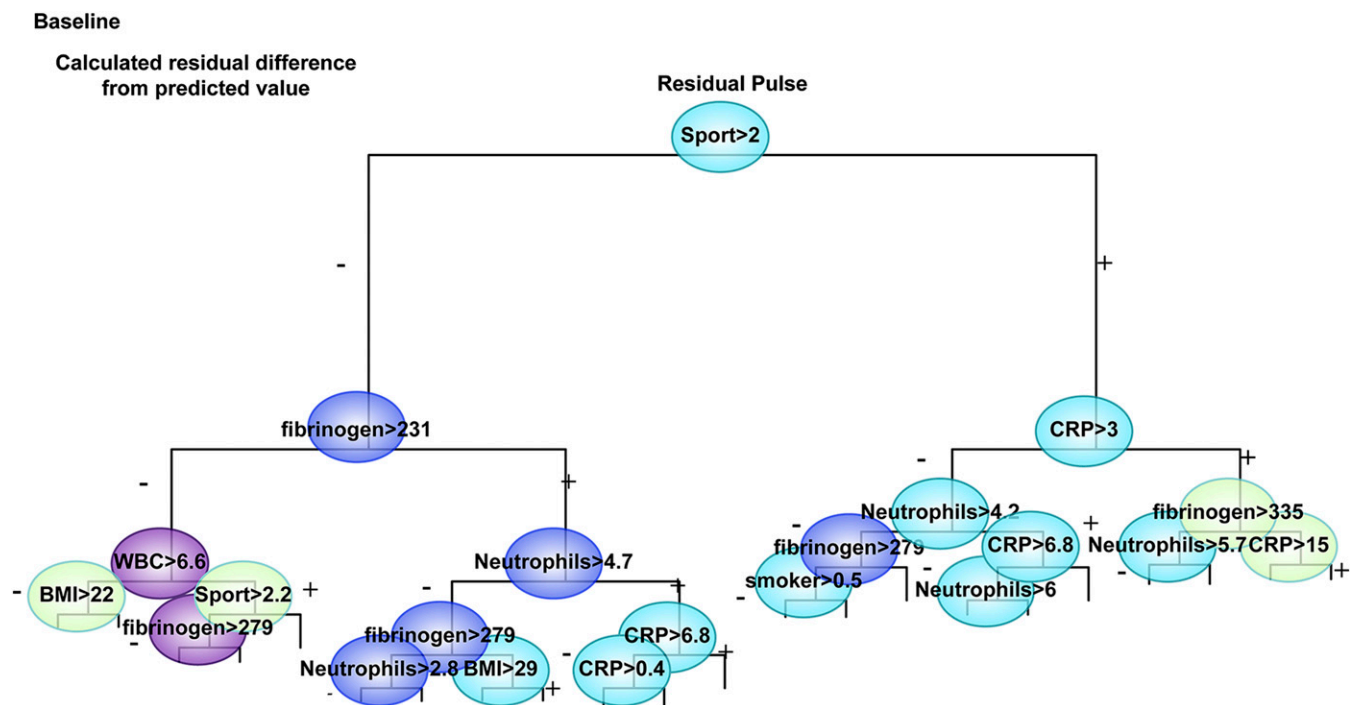 Baseline
Calculated residual difference
from predicted value
Residual Pulse
Sport>2
-
+
fibrinogen>231
CRP>3
-
+
-
+
WBC>6.6
Neutrophils>4.7
Neutrophils>4.2
fibrinogen>335
-
BMI>22
Sport>2.2
+
-
+
-
fibrinogen>279
CRP>6.8
+
Neutrophils>5.7
CRP>15
-
+
fibrinogen>279
-
fibrinogen>279
CRP>6.8
-
smoker>0.5
Neutrophils>6
Neutrophils>2.8
BMI>29
-
CRP>0.4
+
-
+